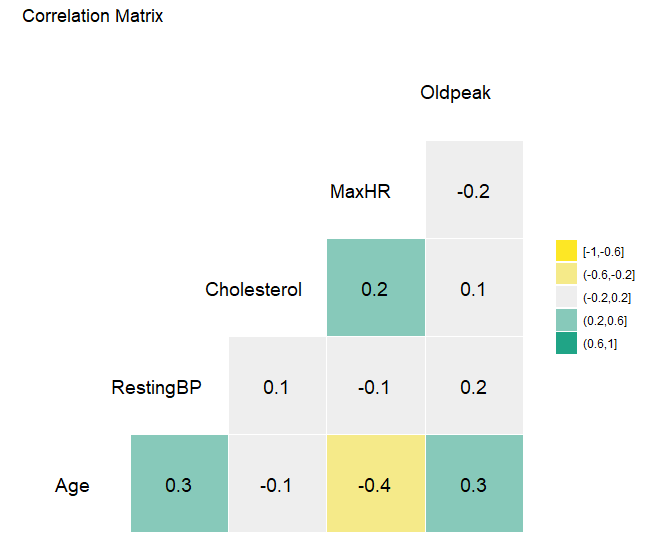 Correlation Matrix
Oldpeak
MaxHR
-0.2
Cholesterol
0.2
0.1
RestingBP
0.1
-0.1
0.2
Age
0.3
-0.1
-0.4
0.3
[-1,-0.6]
(-0.6,-0.2]
(-0.2,0.2]
(0.2,0.6]
(0.6,1]